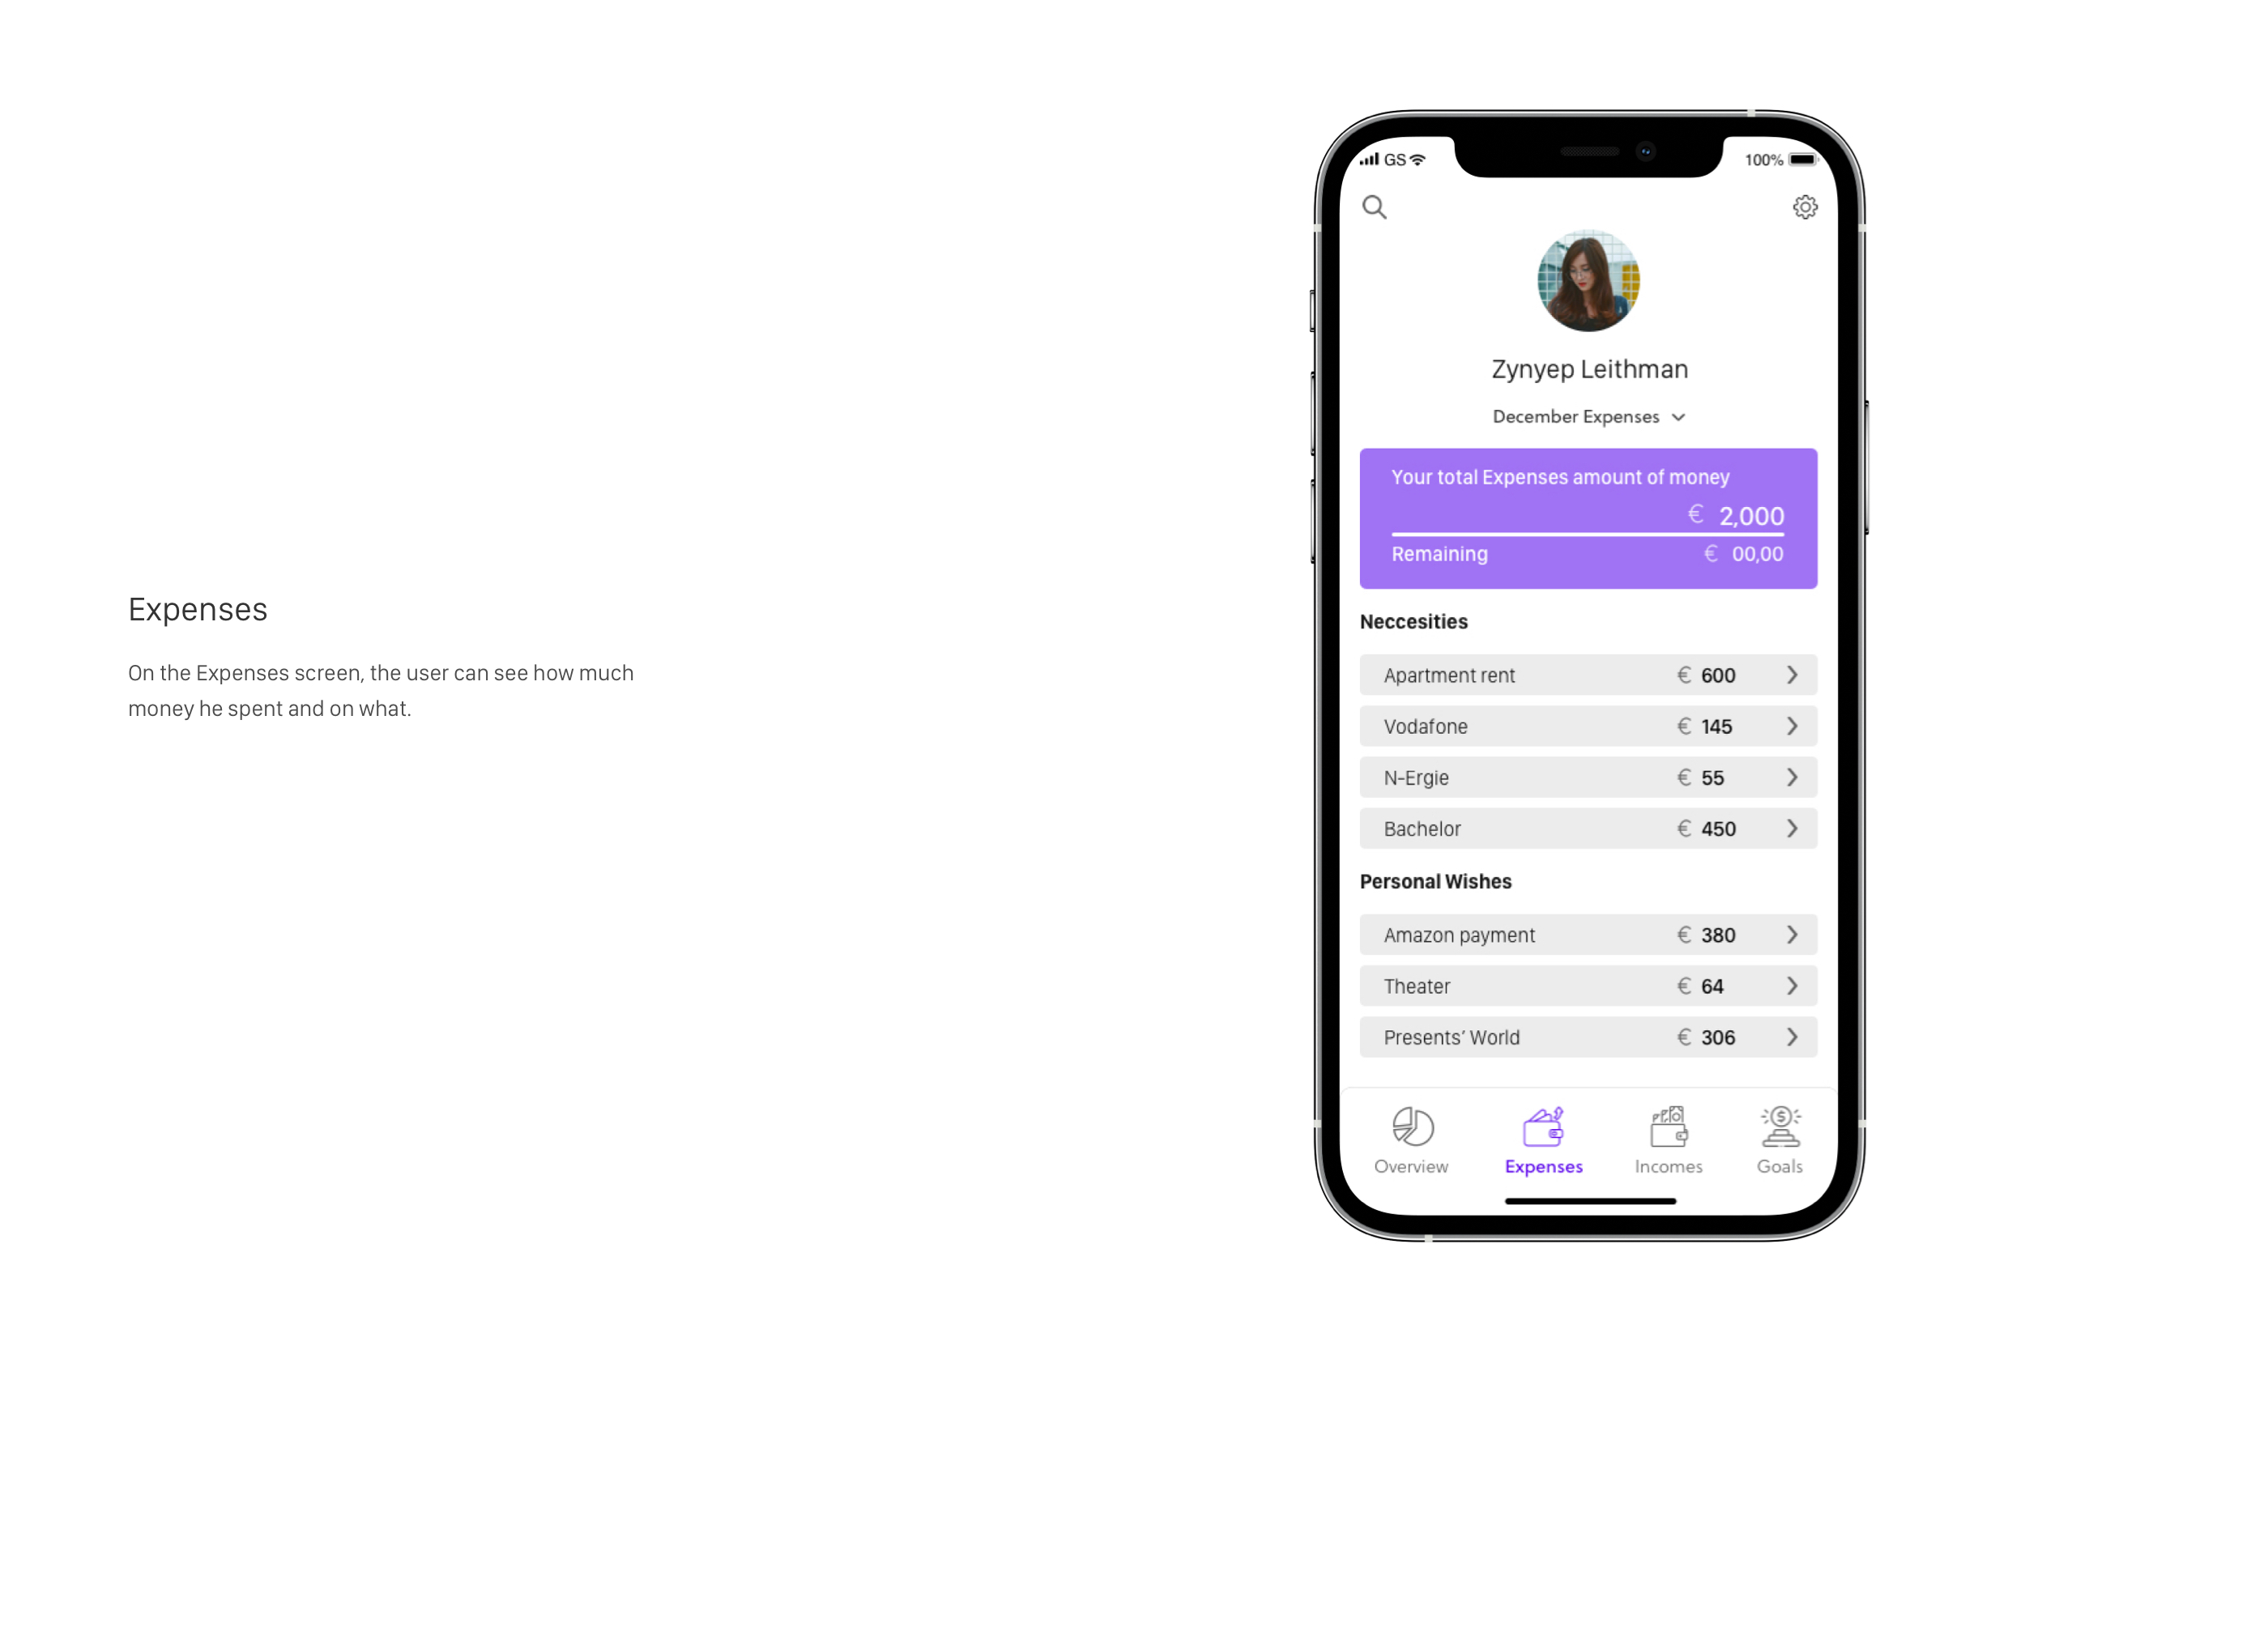 Expenses
On the Expenses screen, the user can see how much
money he spent and on what.
GS
100%
Zynyep Leithman
December Expenses
Your total Expenses amount of money
€ 2,000
Remaining € 00,00
Neccesities
Apartment rent € 600
Vodafone € 145
N-Ergie € 55
Bachelor € 450
Personal Wishes
Amazon payment € 380
Theater € 64
Presents’ World € 306
Overview Expenses Incomes Goals